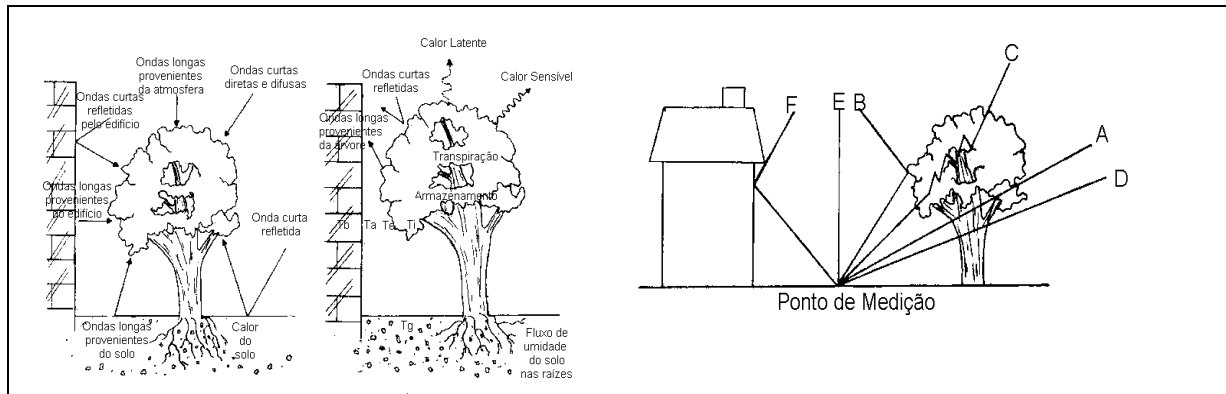 Ondas longas
provenientes
da atmosfera
Ondas curtas
diretas e difusas
Ondas curtas
refletidas
pelo edifício
Ondas longas
provenientes
do edifício
Onda curta
refletida
Ondas longas
provenientes
do solo
Calor
do
solo
Calor Latente
Ondas curtas
refletidas
Calor Sensível
Ondas longas
provenientes
da árvore
Transpiração
Armazenamento
Tb Ta Te Ti
Tg
Fluxo de
umidade
do solo
nas raízes
C
F
E
B
A
D
Ponto de Medição